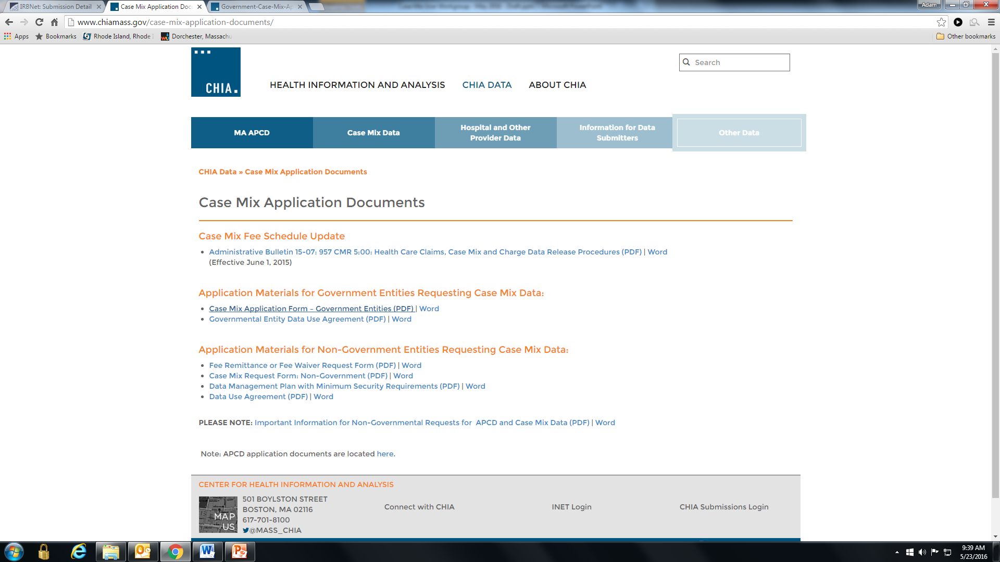 IRBNet: Submission Detail
Case Mix Application Doc
Government-Case-Mix-Ap
Adam
www.chiamass.gov/case-mix-application-documents/
Apps
Bookmarks
Rhode Island, Rhode I
Dorchester, Massachu
Other bookmarks
CHIA.
Search
HEALTH INFORMATION AND ANALYSIS
CHIA DATA
ABOUT CHIA
MA APCD
Case Mix Data
Hospital and Other
Provider Data
Information for Data
Submitters
Other Data
CHIA Data » Case Mix Application Documents
Case Mix Application Documents
Case Mix Fee Schedule Update
Administrative Bulletin 15-07: 957 CMR 5:00: Health Care Claims, Case Mix and Charge Data Release Procedures (PDF) | Word
(Effective June 1, 2015)
Application Materials for Government Entities Requesting Case Mix Data:
Case Mix Application Form – Government Entities (PDF) | Word
Governmental Entity Data Use Agreement (PDF) | Word
Application Materials for Non-Government Entities Requesting Case Mix Data:
Fee Remittance or Fee Waiver Request Form (PDF) | Word
Case Mix Request Form: Non-Government (PDF) | Word
Data Management Plan with Minimum Security Requirements (PDF) | Word
Data Use Agreement (PDF) | Word
PLEASE NOTE: Important Information for Non-Governmental Requests for APCD and Case Mix Data (PDF) | Word
Note: APCD application documents are located here.
CENTER FOR HEALTH INFORMATION AND ANALYSIS
MAP
US
501 BOYLSTON STREET
BOSTON, MA 02116
617-701-8100
@MASS_CHIA
Connect with CHIA
INET Login
CHIA Submissions Login
9:39 AM
5/23/2016